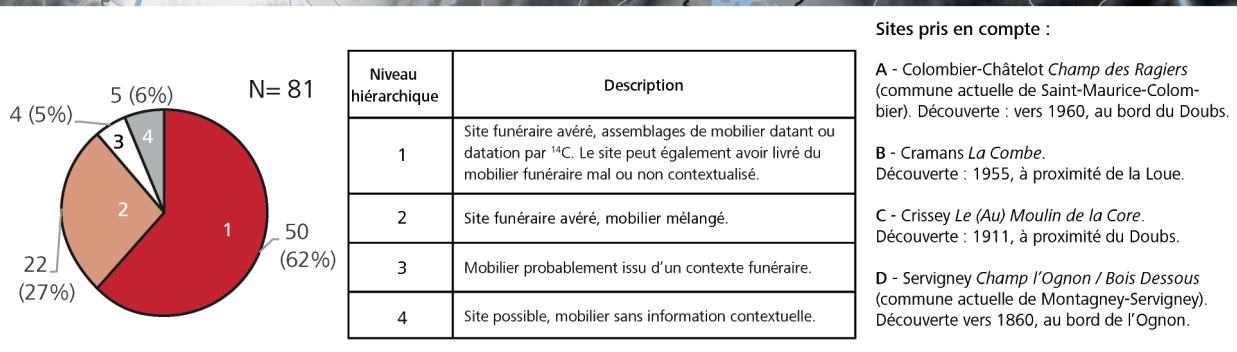 N= 81
5 (6%)
4 (5%)
4
3
2
1
50
(62%)
22
(27%)
Niveau
hiérarchique
Description
1
Site funéraire avéré, assemblages de mobilier datant ou
datation par 14C. Le site peut également avoir livré du
mobilier funéraire mal ou non contextualisé.
2
Site funéraire avéré, mobilier mélangé.
3
Mobilier probablement issu d’un contexte funéraire.
4
Site possible, mobilier sans information contextuelle.
Sites pris en compte :
A - Colombier-Châtelot Champ des Ragiers
(commune actuelle de Saint-Maurice-Colom-
bier). Découverte : vers 1960, au bord du Doubs.
B - Cramans La Combe.
Découverte : 1955, à proximité de la Loue.
C - Crissey Le (Au) Moulin de la Core.
Découverte : 1911, à proximité du Doubs.
D - Servigney Champ l’Ognon / Bois Dessous
(commune actuelle de Montagney-Servigney).
Découverte vers 1860, au bord de l’Ognon.